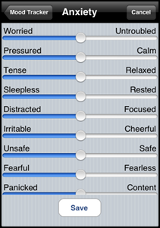 Mood Tracker Anxiety Cancel
Worried Untroubled
Pressured Calm
Tense Relaxed
Sleepless Rested
Distracted Focused
Irritable Cheerful
Unsafe Safe
Fearful Fearless
Panicked Content
Save